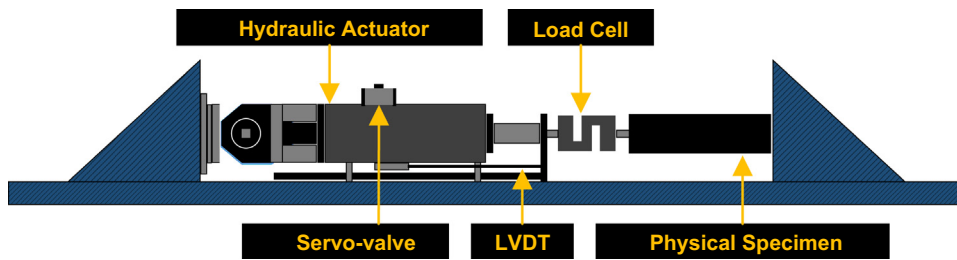 Hydraulic Actuator
Load Cell
Servo-valve
LVDT
Physical Specimen